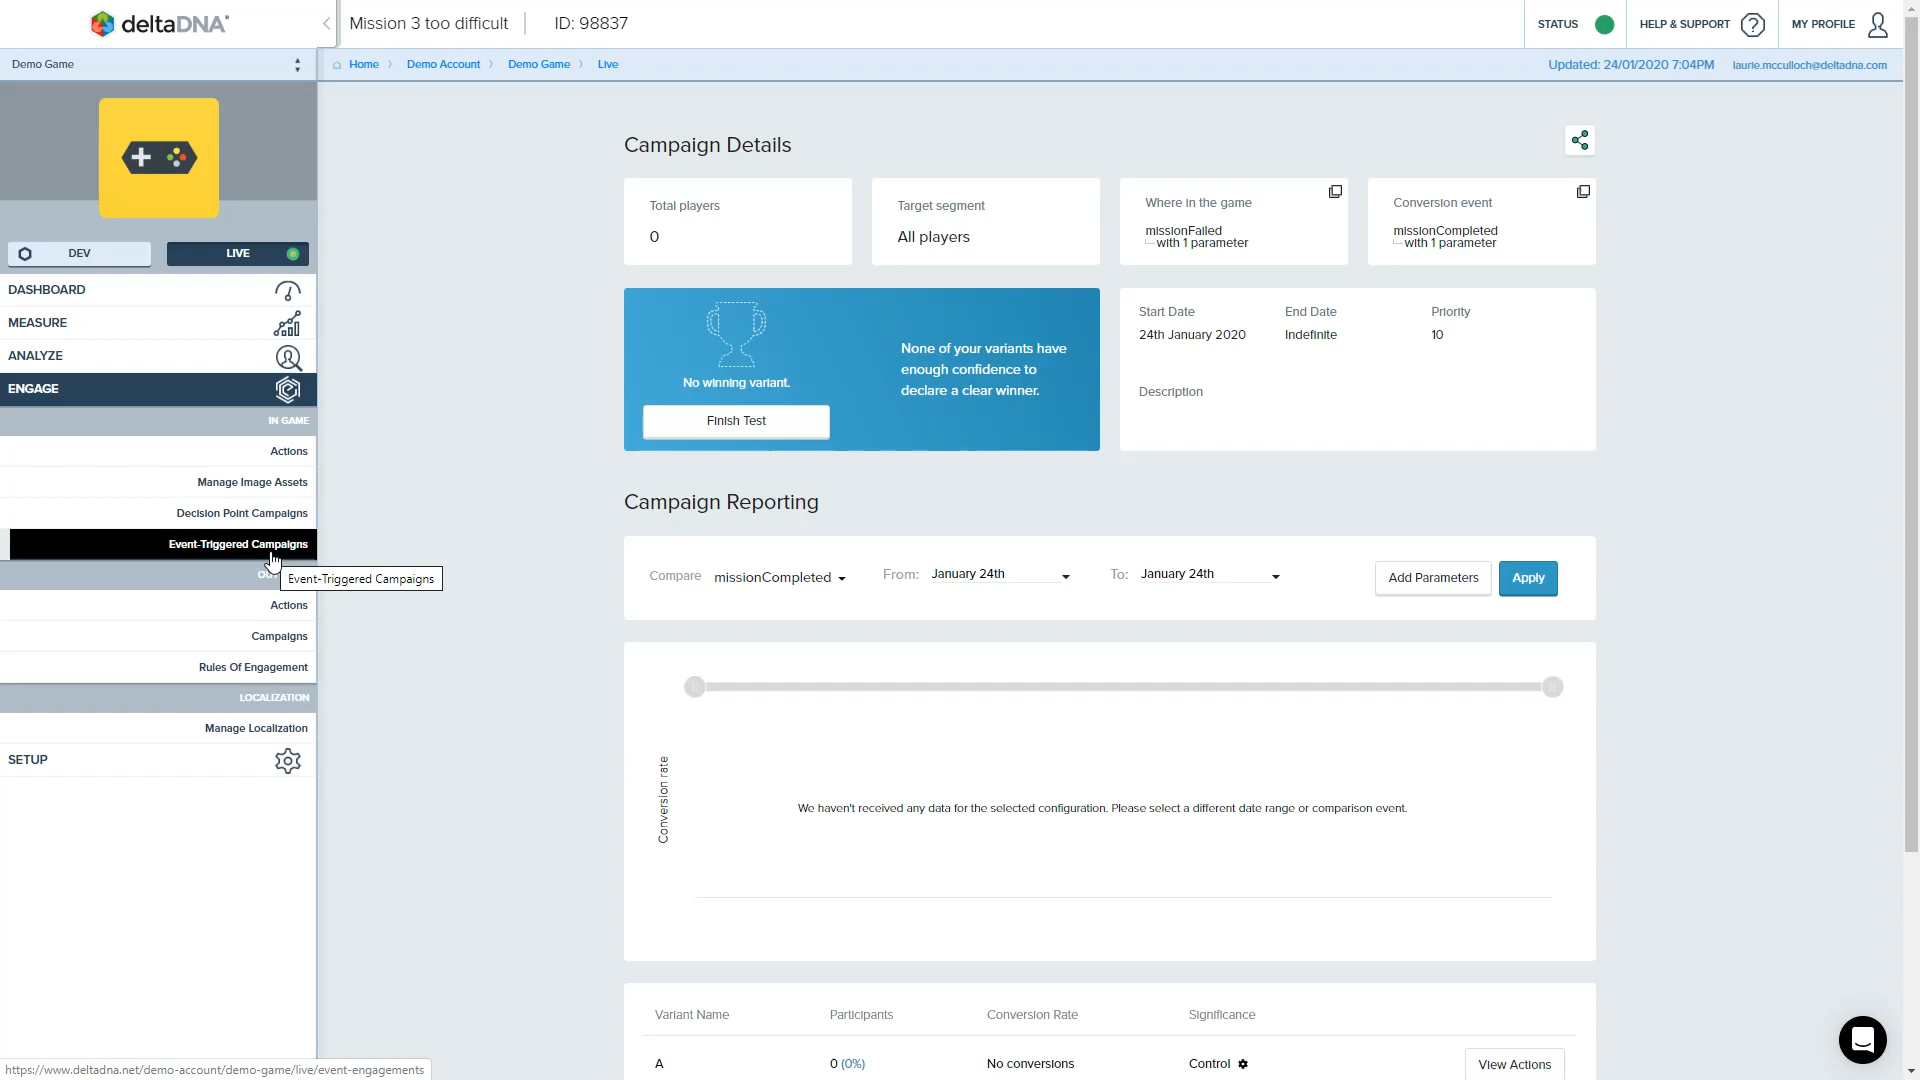 deltaDNA
Mission 3 too difficult
ID: 98837
STATUS
HELP & SUPPORT
MY PROFILE
Demo Game
Home
Demo Account
Demo Game
Live
Updated: 24/01/2020 7:04PM
laurie.mcculloch@deltadna.com
DEV
LIVE
DASHBOARD
MEASURE
ANALYZE
ENGAGE
IN GAME
Actions
Manage Image Assets
Decision Point Campaigns
Event-Triggered Campaigns
Event-Triggered Campaigns
Actions
Campaigns
Rules Of Engagement
LOCALIZATION
Manage Localization
SETUP
Campaign Details
Total players
0
Target segment
All players
Where in the game
missionFailed
with 1 parameter
Conversion event
missionCompleted
with 1 parameter
No winning variant.
Finish Test
None of your variants have
enough confidence to
declare a clear winner.
Start Date
24th January 2020
End Date
Indefinite
Priority
10
Description
Campaign Reporting
Compare missionCompleted
From: January 24th
To: January 24th
Add Parameters
Apply
Conversion rate
We haven't received any data for the selected configuration. Please select a different date range or comparison event.
Variant Name
Participants
Conversion Rate
Significance
A
0 (0%)
No conversions
Control
View Actions
https://www.deltadna.net/demo-account/demo-game/live/event-engagements